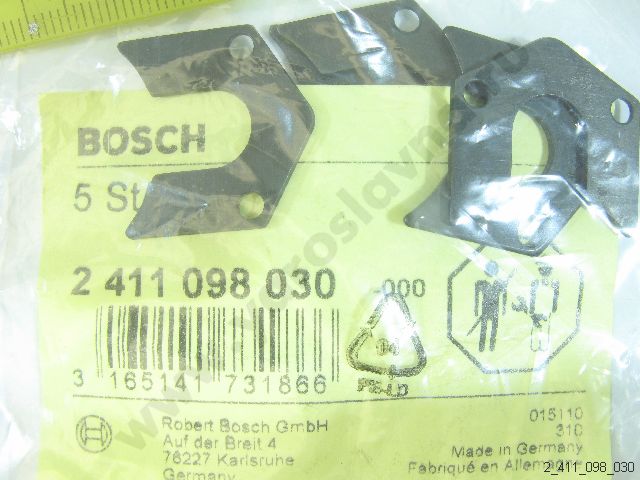 BOSCH
5 St
2 411 098 030 -000
3 165141 731866
04
PE-LD
Robert Bosch GmbH
Auf der Breit 4
76227 Karlsruhe
Germany
015110
310
Made in Germany
Fabriqué en Allemagne
2_411_098_030